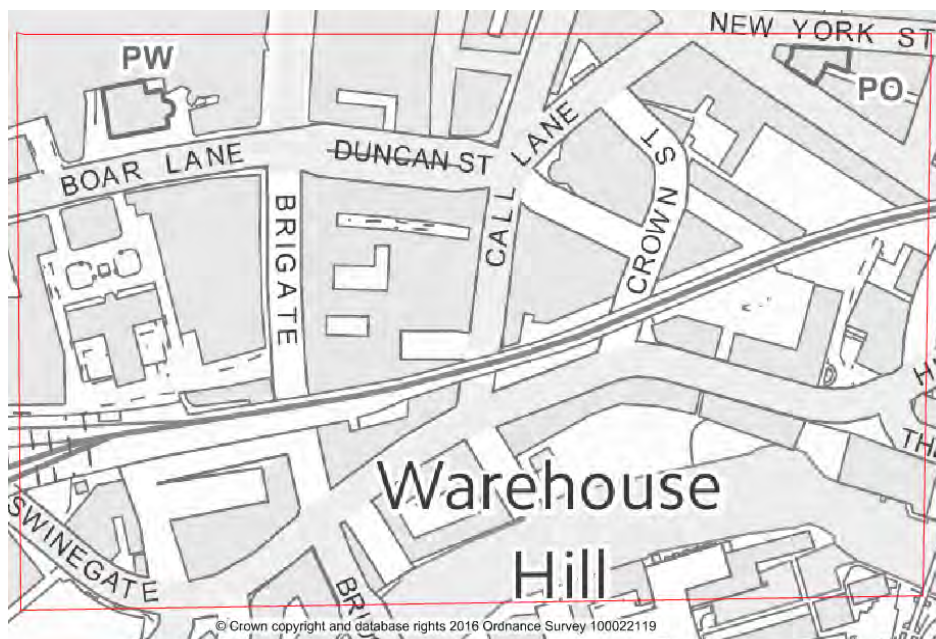 NEW YORK ST
PW
PO
BOAR LANE
DUNCAN ST
CALL LANE
CROWN ST
BRIGATE
Warehouse
Hill
SWINEGATE
© Crown copyright and database rights 2016 Ordnance Survey 100022119